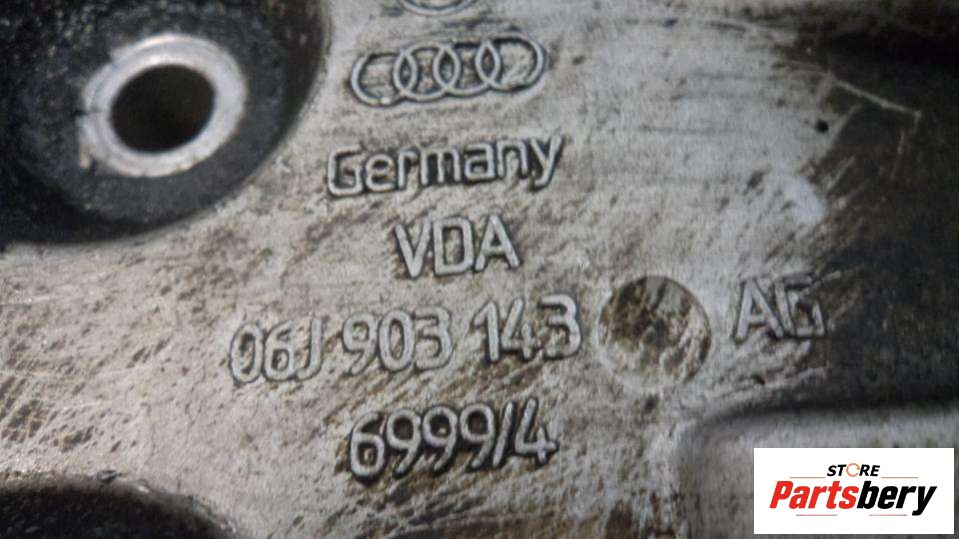 Germany
VDA
06J 903 143 AG
6999/4
STORE
Partsbery